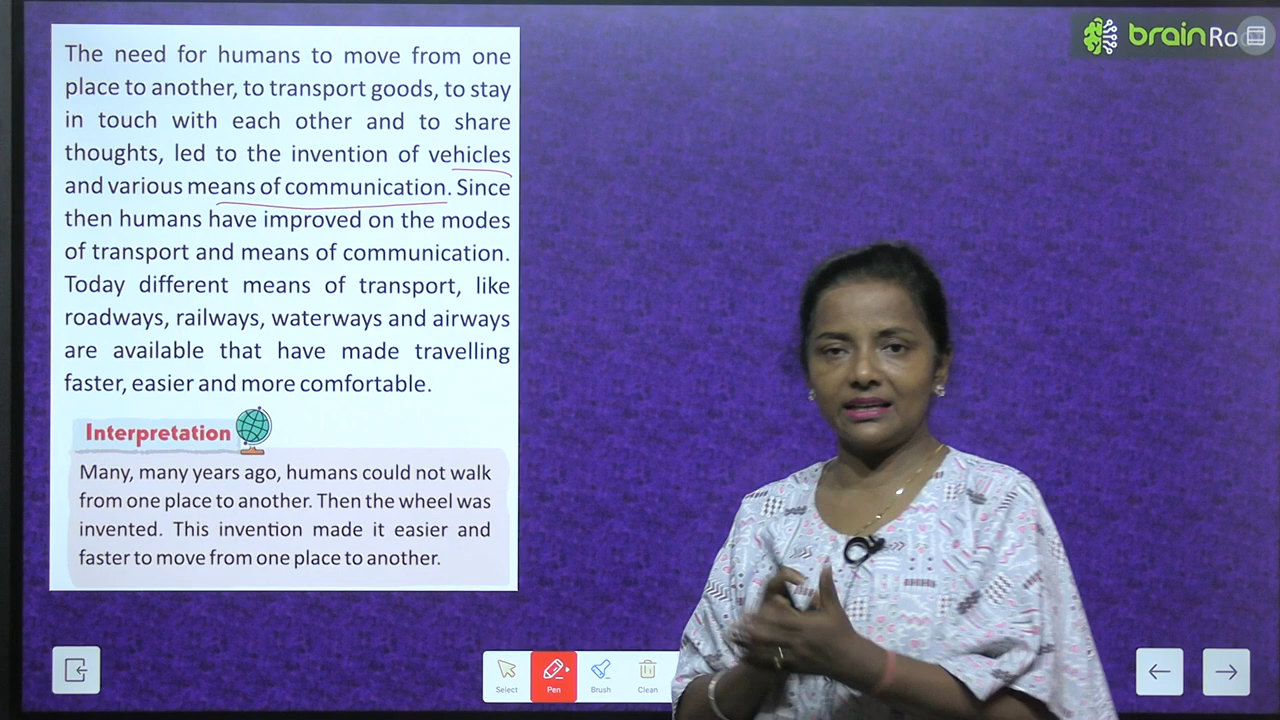 The need for humans to move from one
place to another, to transport goods, to stay
in touch with each other and to share
thoughts, led to the invention of vehicles
and various means of communication. Since
then humans have improved on the modes
of transport and means of communication.
Today different means of transport, like
roadways, railways, waterways and airways
are available that have made travelling
faster, easier and more comfortable.
Interpretation
Many, many years ago, humans could not walk
from one place to another. Then the wheel was
invented. This invention made it easier and
faster to move from one place to another.
brain
Select
Pen
Brush
Clean